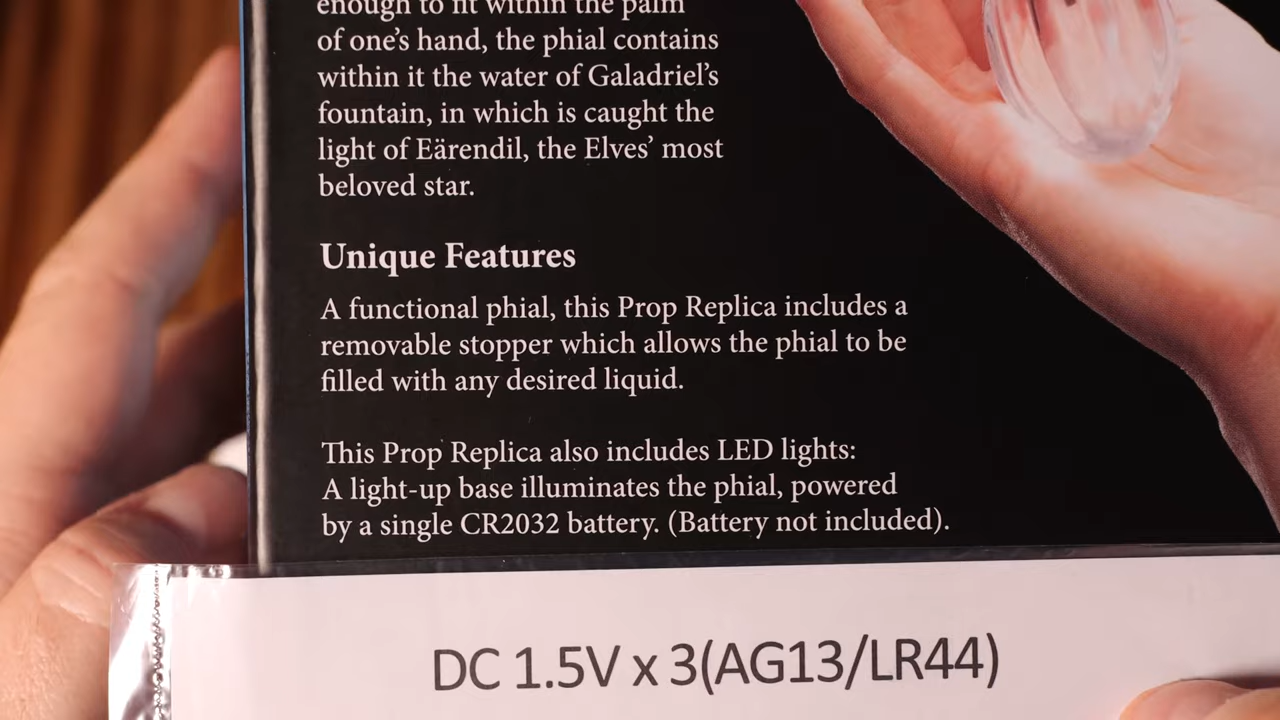 enough to fit within the palm
of one's hand, the phial contains
within it the water of Galadriel's
fountain, in which is caught the
light of Eärendil, the Elves' most
beloved star.
Unique Features
A functional phial, this Prop Replica includes a
removable stopper which allows the phial to be
filled with any desired liquid.
This Prop Replica also includes LED lights:
A light-up base illuminates the phial, powered
by a single CR2032 battery. (Battery not included).
DC 1.5V x 3(AG13/LR44)